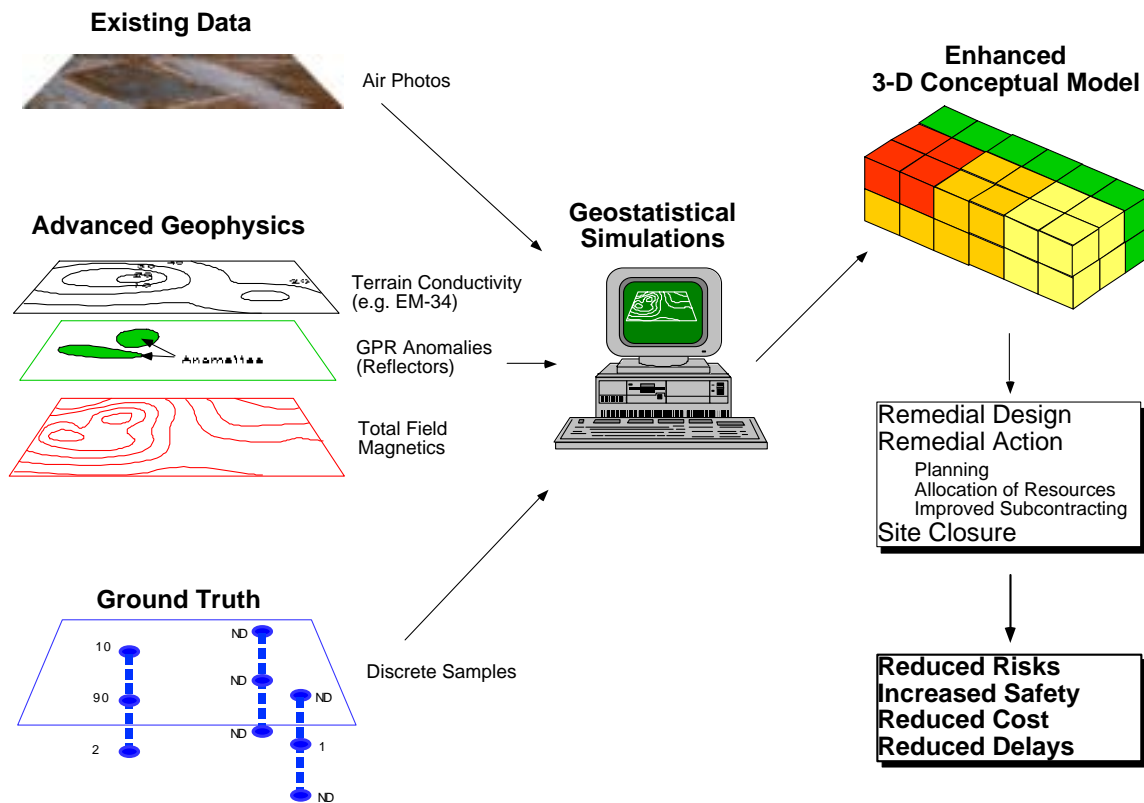 Existing Data
Air Photos
Advanced Geophysics
Terrain Conductivity
(e.g. EM-34)
Anomalies
GPR Anomalies
(Reflectors)
Total Field
Magnetics
Ground Truth
10
90
2
ND
ND
ND
ND
1
ND
Discrete Samples
Geostatistical
Simulations
Enhanced
3-D Conceptual Model
Remedial Design
Remedial Action
Planning
Allocation of Resources
Improved Subcontracting
Site Closure
Reduced Risks
Increased Safety
Reduced Cost
Reduced Delays